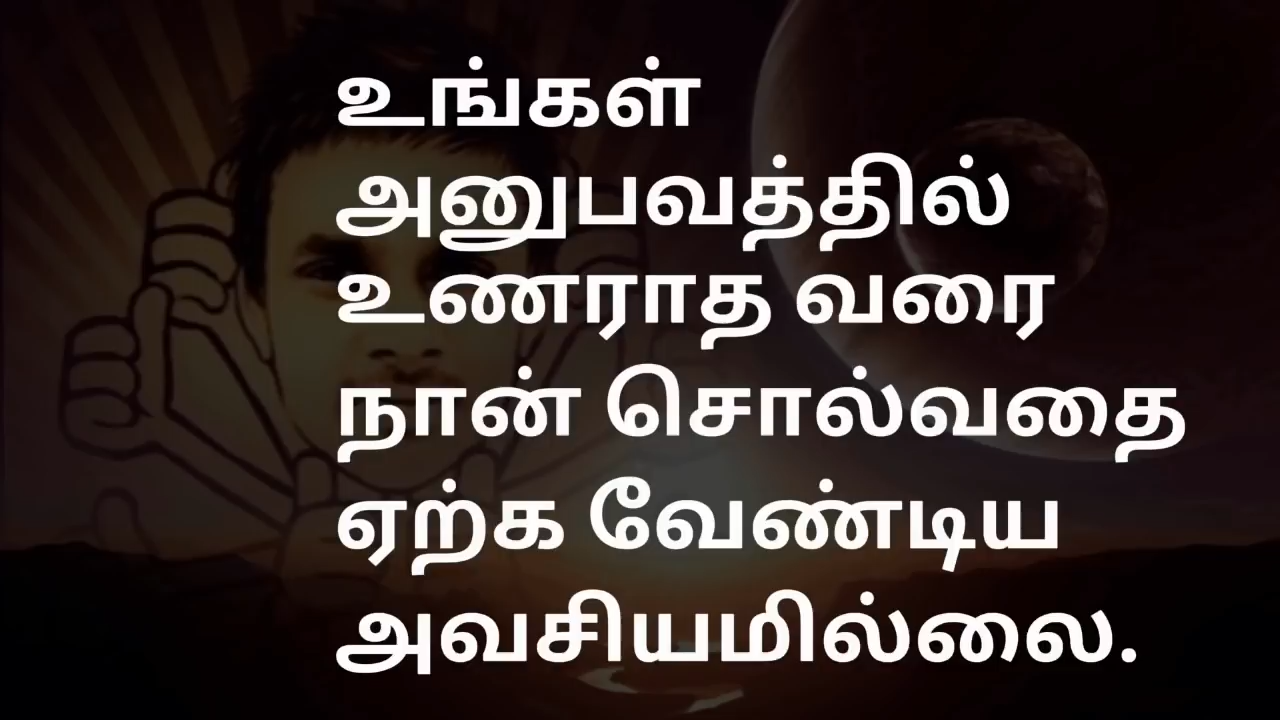 உங்கள்
அனுபவத்தில்
உணராத வரை
நான் சொல்வதை
ஏற்க வேண்டிய
அவசியமில்லை.